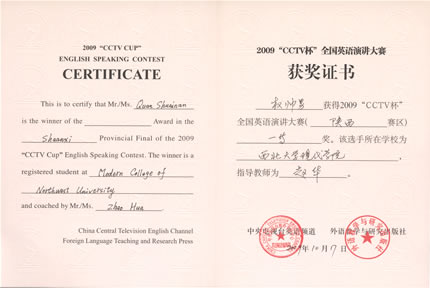 2009 "CCTV CUP"
ENGLISH SPEAKING CONTEST
CERTIFICATE
This is to certify that Mr./Ms. Quan Shuainan
is the winner of the Award in the
Shaanxi Provincial Final of the 2009
"CCTV Cup" English Speaking Contest. The winner is a
registered student at Modern College of
Northwest University
and coached by Mr./Ms. Zhao Hua.
China Central Television English Channel
Foreign Language Teaching and Research Press
2009 "CCTV杯" 全国英语演讲大赛
获奖证书
权帅男 获得2009 "CCTV杯"
全国英语演讲大赛( 陕西 赛区)
一等 奖。该选手所在学校为
西北大学现代学院,
指导教师为 赵华。
中央电视台英语频道 外语教学与研究出版社
2009年10月17日